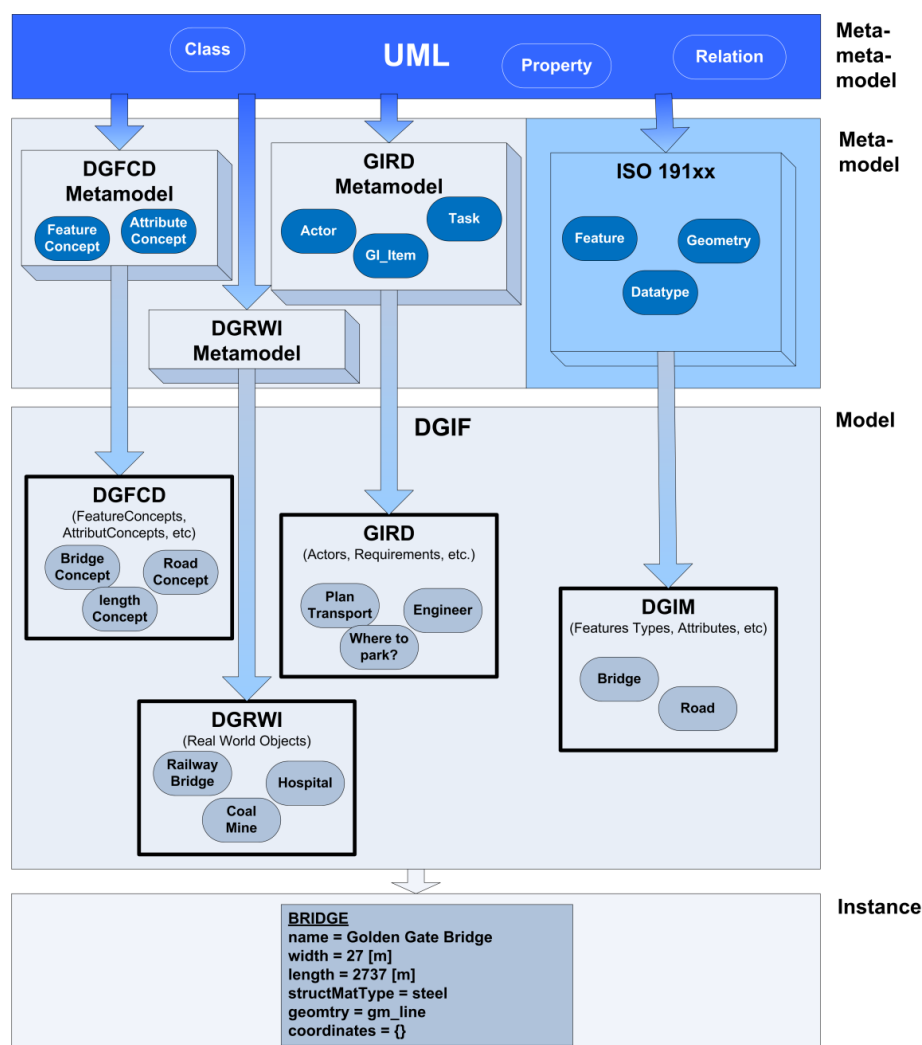 Class
UML
Property
Relation
Meta-
meta-
model
DGFCD
Metamodel
Feature
Concept
Attribute
Concept
GIRD
Metamodel
Actor
Task
GI_Item
ISO 191xx
Feature
Geometry
Datatype
Meta-
model
DGRWI
Metamodel
DGIF
Model
DGFCD
(FeatureConcepts,
AttributConcepts, etc)
Bridge
Concept
Road
Concept
length
Concept
GIRD
(Actors, Requirements, etc.)
Plan
Transport
Engineer
Where to
park?
DGIM
(Features Types, Attributes, etc)
Bridge
Road
DGRWI
(Real World Objects)
Railway
Bridge
Hospital
Coal
Mine
Instance
BRIDGE
name = Golden Gate Bridge
width = 27 [m]
length = 2737 [m]
structMatType = steel
geomtry = gm_line
coordinates = {}